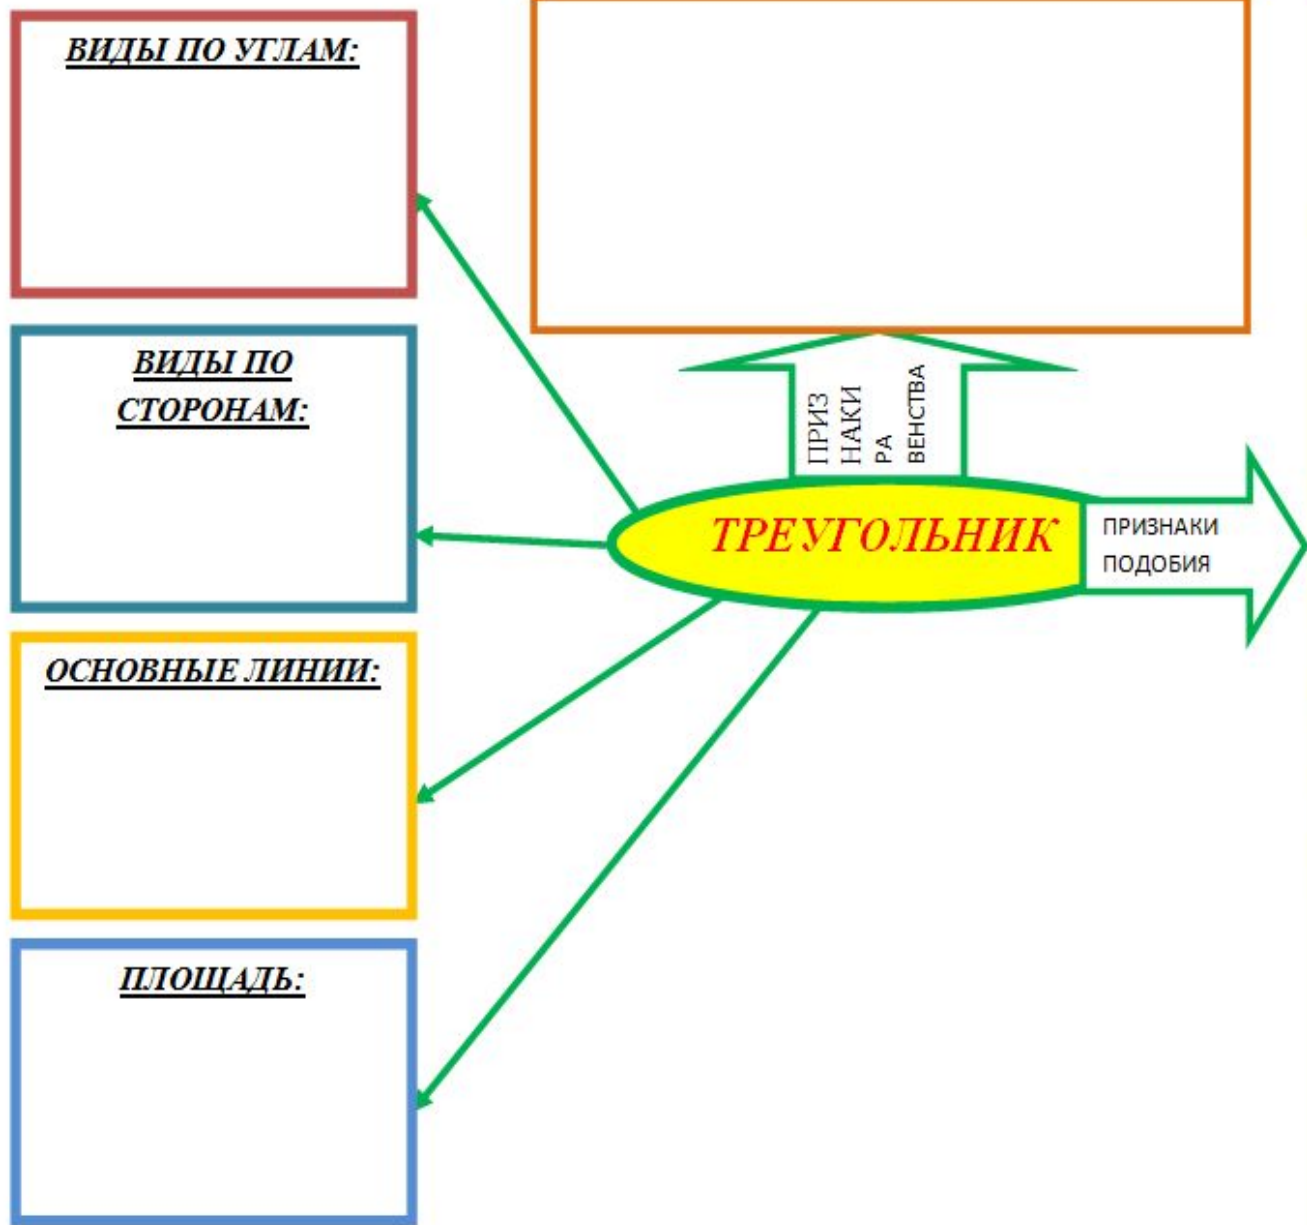 ВИДЫ ПО УГЛАМ:
ВИДЫ ПО
СТОРОНАМ:
ОСНОВНЫЕ ЛИНИИ:
ПЛОЩАДЬ:
ПРИЗ
НАКИ
РА
ВЕНСТВА
ТРЕУГОЛЬНИК
ПРИЗНАКИ
ПОДОБИЯ